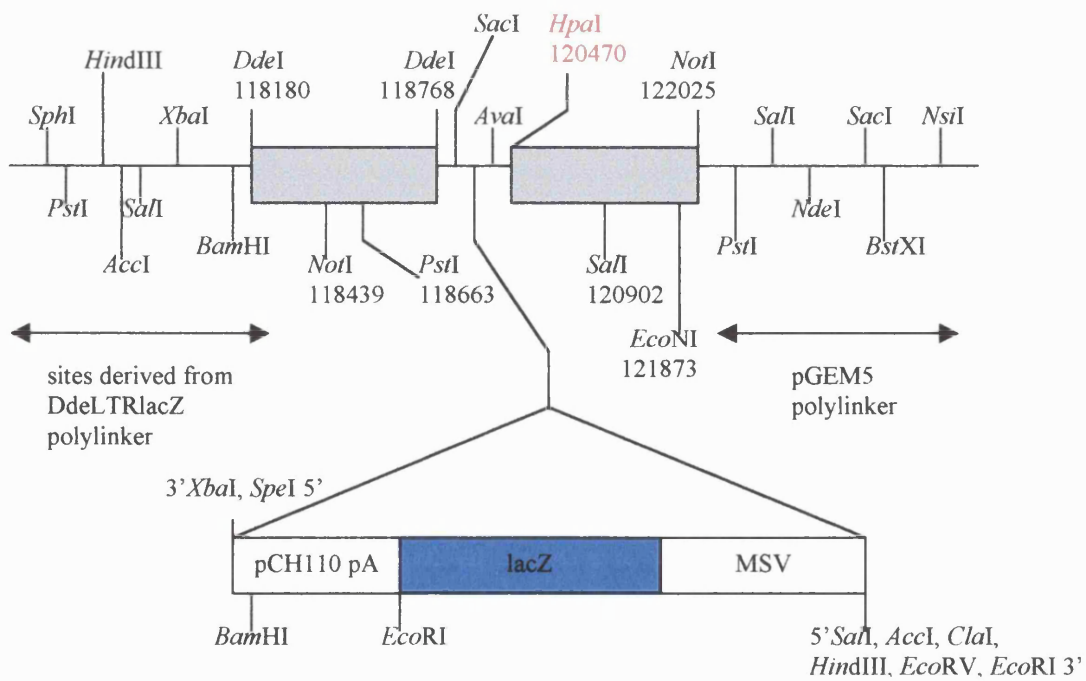 SacI
HpaI
120470
HindIII
DdeI
118180
DdeI
118768
NotI
122025
SphI
XbaI
AvaI
SalI
SacI
NsiI
PstI
SalI
AccI
BamHI
NotI
118439
PstI
118663
SalI
120902
EcoNI
121873
PstI
NdeI
BstXI
sites derived from
DdeLTRlacZ
polylinker
pGEM5
polylinker
3'XbaI, SpeI 5'
pCH110 pA
lacZ
MSV
BamHI
EcoRI
5'SalI, AccI, ClaI,
HindIII, EcoRV, EcoRI 3'